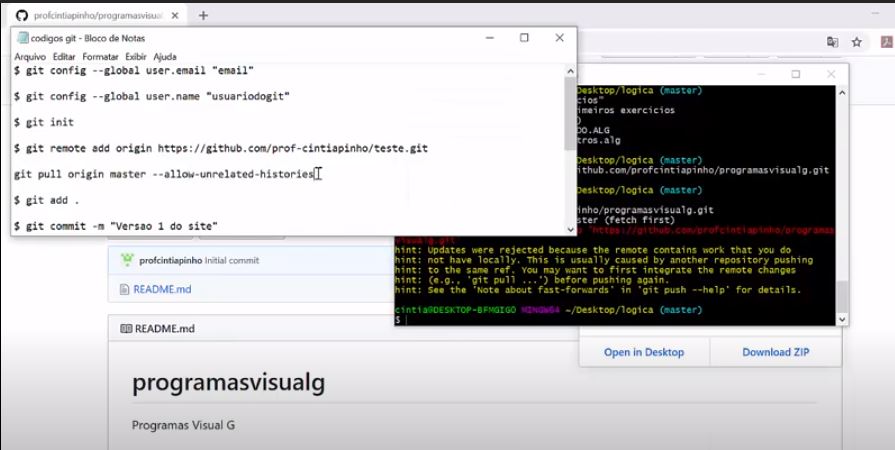 profcintiapinho/programasvisual
codigos git - Bloco de Notas
Arquivo Editar Formatar Exibir Ajuda
$ git config --global user.email "email"
$ git config --global user.name "usuariodogit"
$ git init
$ git remote add origin https://github.com/prof-cintiapinho/teste.git
git pull origin master --allow-unrelated-histories
$ git add .
$ git commit -m "Versao 1 do site"
Desktop/logica (master)
cios"
imeiros exercicios
)
DO.ALG
tros.alg
Desktop/logica (master)
ithub.com/profcintiapinho/programasvisualg.git
Desktop/logica (master)
inho/programasvisualg.git
ster (fetch first)
"https://github.com/profcintiapinho/programas
visualg.git
hint: Updates were rejected because the remote contains work that you do
hint: not have locally. This is usually caused by another repository pushing
hint: to the same ref. You may want to first integrate the remote changes
hint: (e.g., 'git pull ...') before pushing again.
hint: See the 'Note about fast-forwards' in 'git push --help' for details.
cintia@DESKTOP-BFMGIGO MINGW64 ~/Desktop/logica (master)
$
profcintiapinho Initial commit
README.md
README.md
Open in Desktop
Download ZIP
programasvisualg
Programas Visual G